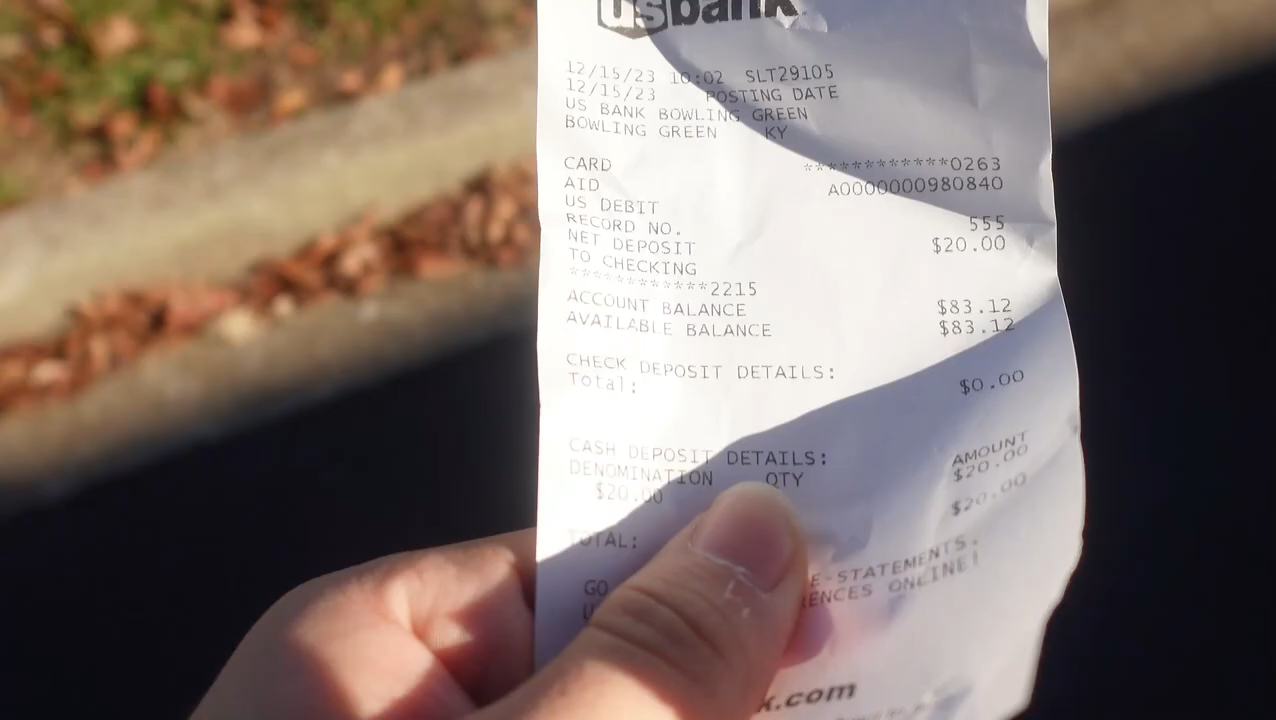 usbank
12/15/23 10:02 SLT29105
12/15/23 POSTING DATE
US BANK BOWLING GREEN
BOWLING GREEN KY
CARD ************0263
AID A0000000980840
US DEBIT
RECORD NO. 555
NET DEPOSIT $20.00
TO CHECKING
************2215
ACCOUNT BALANCE $83.12
AVAILABLE BALANCE $83.12
CHECK DEPOSIT DETAILS:
Total: $0.00
CASH DEPOSIT DETAILS:
DENOMINATION QTY AMOUNT
$20.00 $20.00
TOTAL: $20.00
GO E-STATEMENTS.
RENCES ONLINE!
k.com